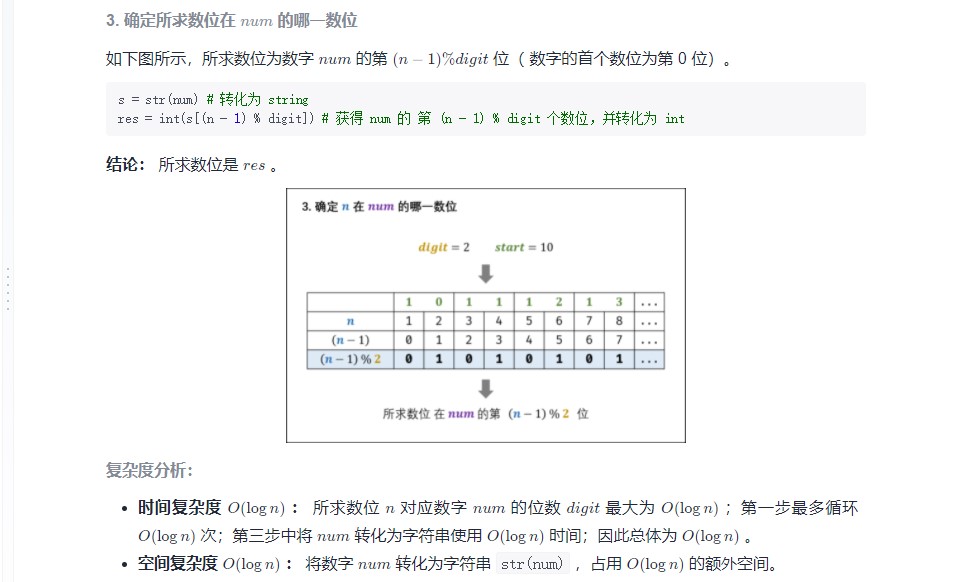 3. 确定所求数位在 num 的哪一数位
如下图所示，所求数位为数字 num 的第 (n − 1)%digit 位（ 数字的首个数位为第 0 位）。
s = str(num) # 转化为 string
res = int(s[(n - 1) % digit]) # 获得 num 的 第 (n - 1) % digit 个数位，并转化为 int
结论： 所求数位是 res 。
3. 确定 n 在 num 的哪一数位
digit = 2 start = 10
1 0 1 1 1 2 1 3 ...
n 1 2 3 4 5 6 7 8 ...
(n − 1) 0 1 2 3 4 5 6 7 ...
(n − 1) % 2 0 1 0 1 0 1 0 1 ...
所求数位 在 num 的第 (n − 1) % 2 位
复杂度分析：
• 时间复杂度 O(log n) ： 所求数位 n 对应数字 num 的位数 digit 最大为 O(log n) ；第一步最多循环
O(log n) 次；第三步中将 num 转化为字符串使用 O(log n) 时间；因此总体为 O(log n) 。
• 空间复杂度 O(log n) ： 将数字 num 转化为字符串 str(num) ，占用 O(log n) 的额外空间。